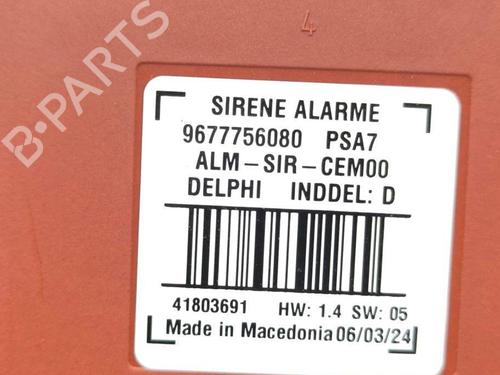 B-PARTS
4
SIRENE ALARME
9677756080 PSA7
ALM-SIR-CEM00
DELPHI INDDEL: D
41803691 HW: 1.4 SW: 05
Made in Macedonia 06/03/24